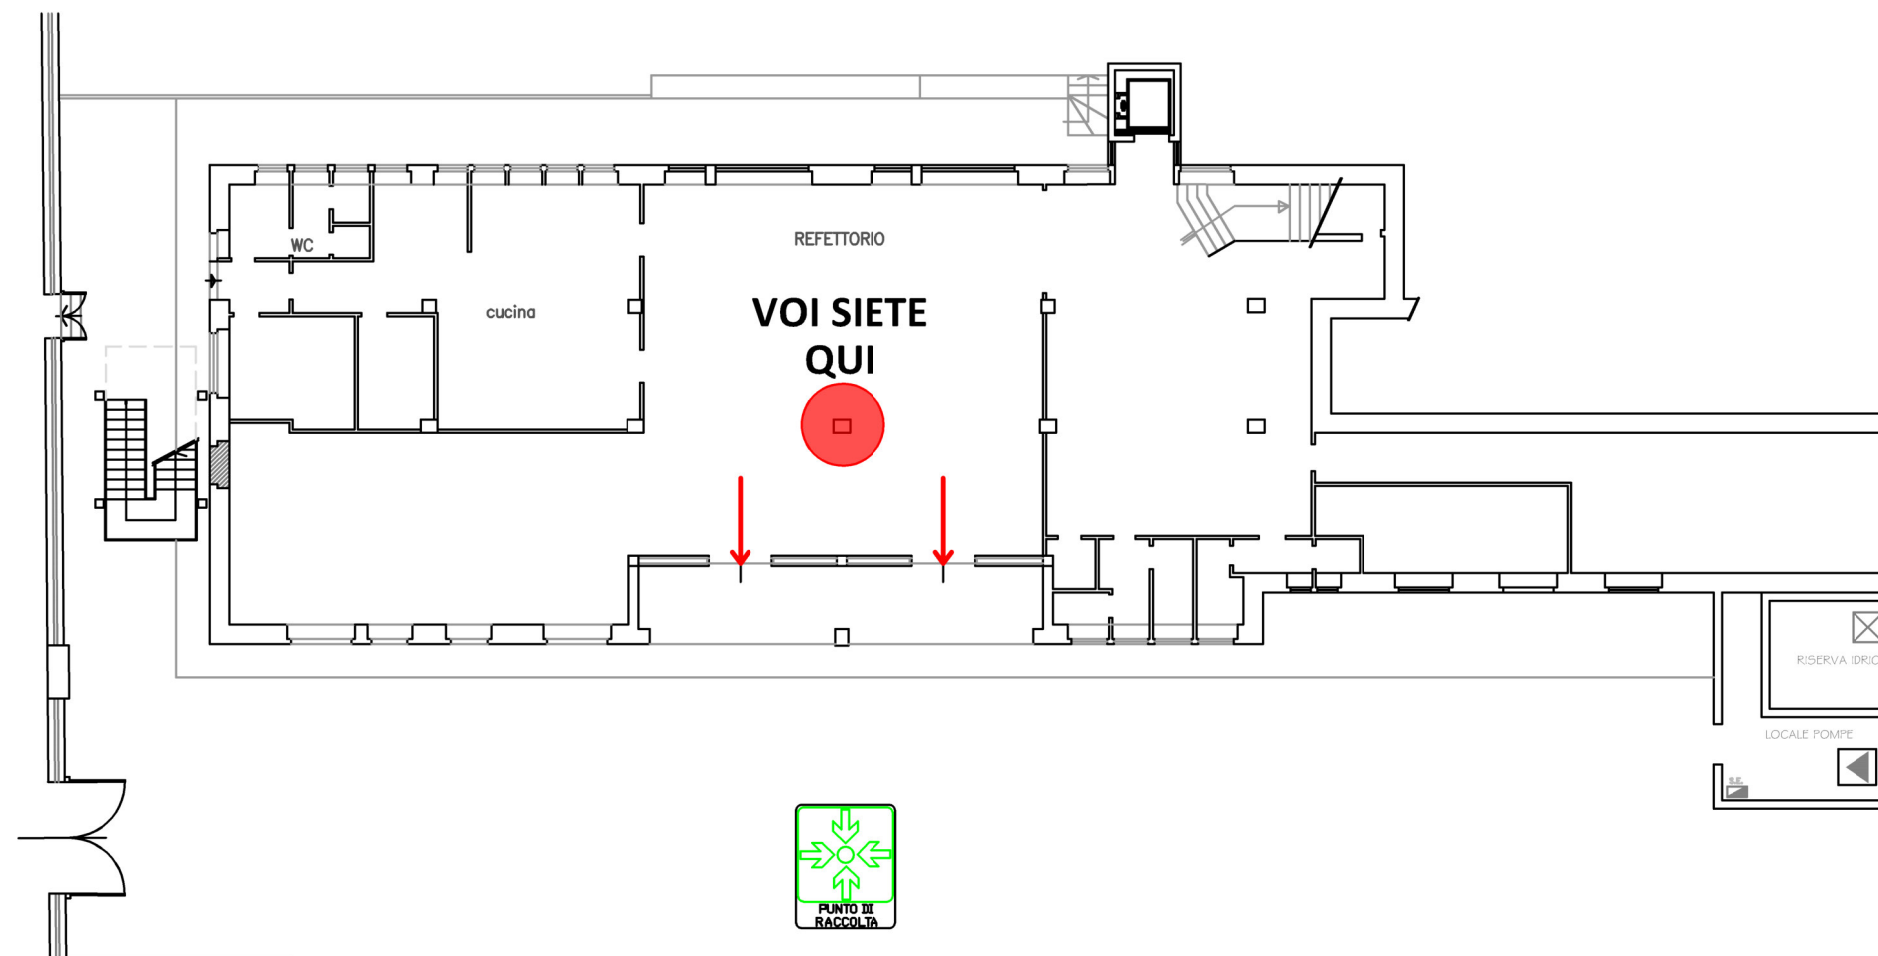 WC
REFETTORIO
cucina
VOI SIETE
QUI
RISERVA IDRIC
LOCALE POMPE
S.E.
PUNTO DI
RACCOLTA